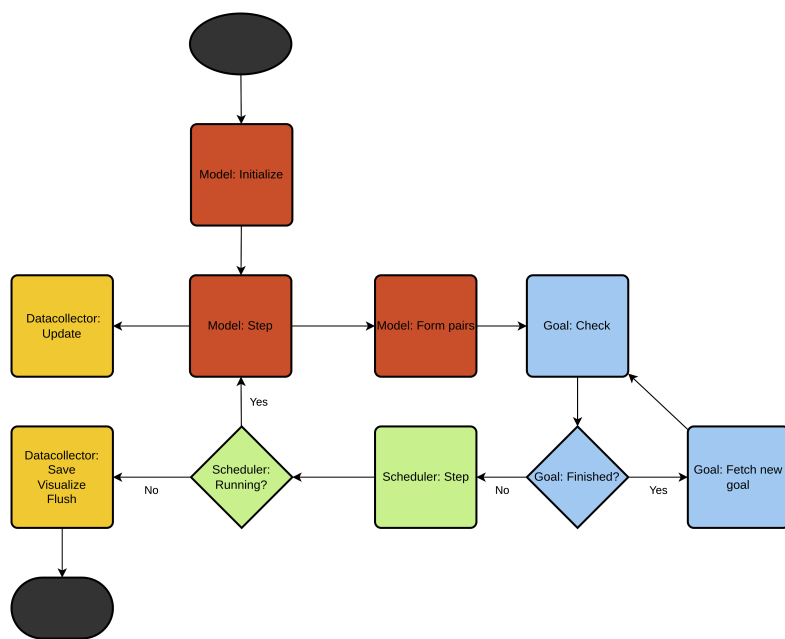 Model: Initialize
Datacollector:
Update
Model: Step
Model: Form pairs
Goal: Check
Yes
Datacollector:
Save
Visualize
Flush
No
Scheduler:
Running?
Scheduler: Step
No
Goal: Finished?
Yes
Goal: Fetch new
goal